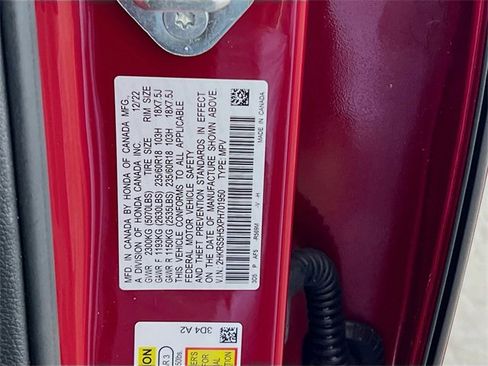 MFD. IN CANADA BY HONDA OF CANADA MFG., 12/22
A DIVISION OF HONDA CANADA INC.
GVWR 2300KG (5070LBS) TIRE SIZE RIM SIZE
GAWR F 1193KG (2630LBS) 235/60R18 103H 18X7.5J
GAWR R 1150KG (2535LBS) 235/60R18 103H 18X7.5J
THIS VEHICLE CONFORMS TO ALL APPLICABLE
FEDERAL MOTOR VEHICLE SAFETY
AND THEFT PREVENTION STANDARDS IN EFFECT
ON THE DATE OF MANUFACTURE SHOWN ABOVE.
V.I.N: TYPE: MPV
MADE IN CANADA
3D4 A2